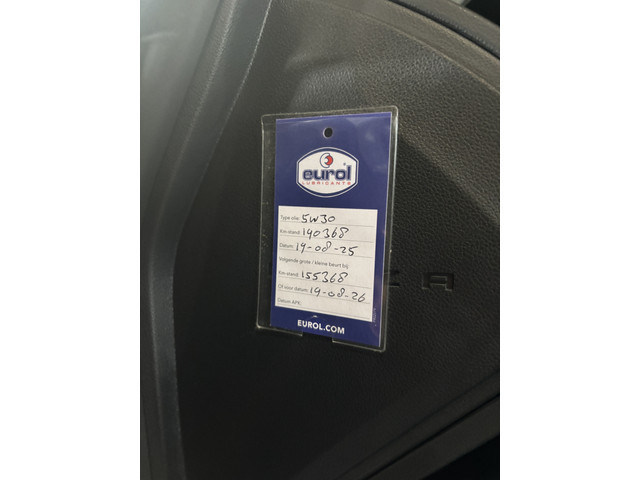 eurol
LUBRICANTS
Type olie: 5W30
Km-stand: 140368
Datum: 19-08-25
Volgende grote / kleine beurt bij:
Km-stand: 155368
Of voor datum: 19-08-26
Datum APK:
EUROL.COM